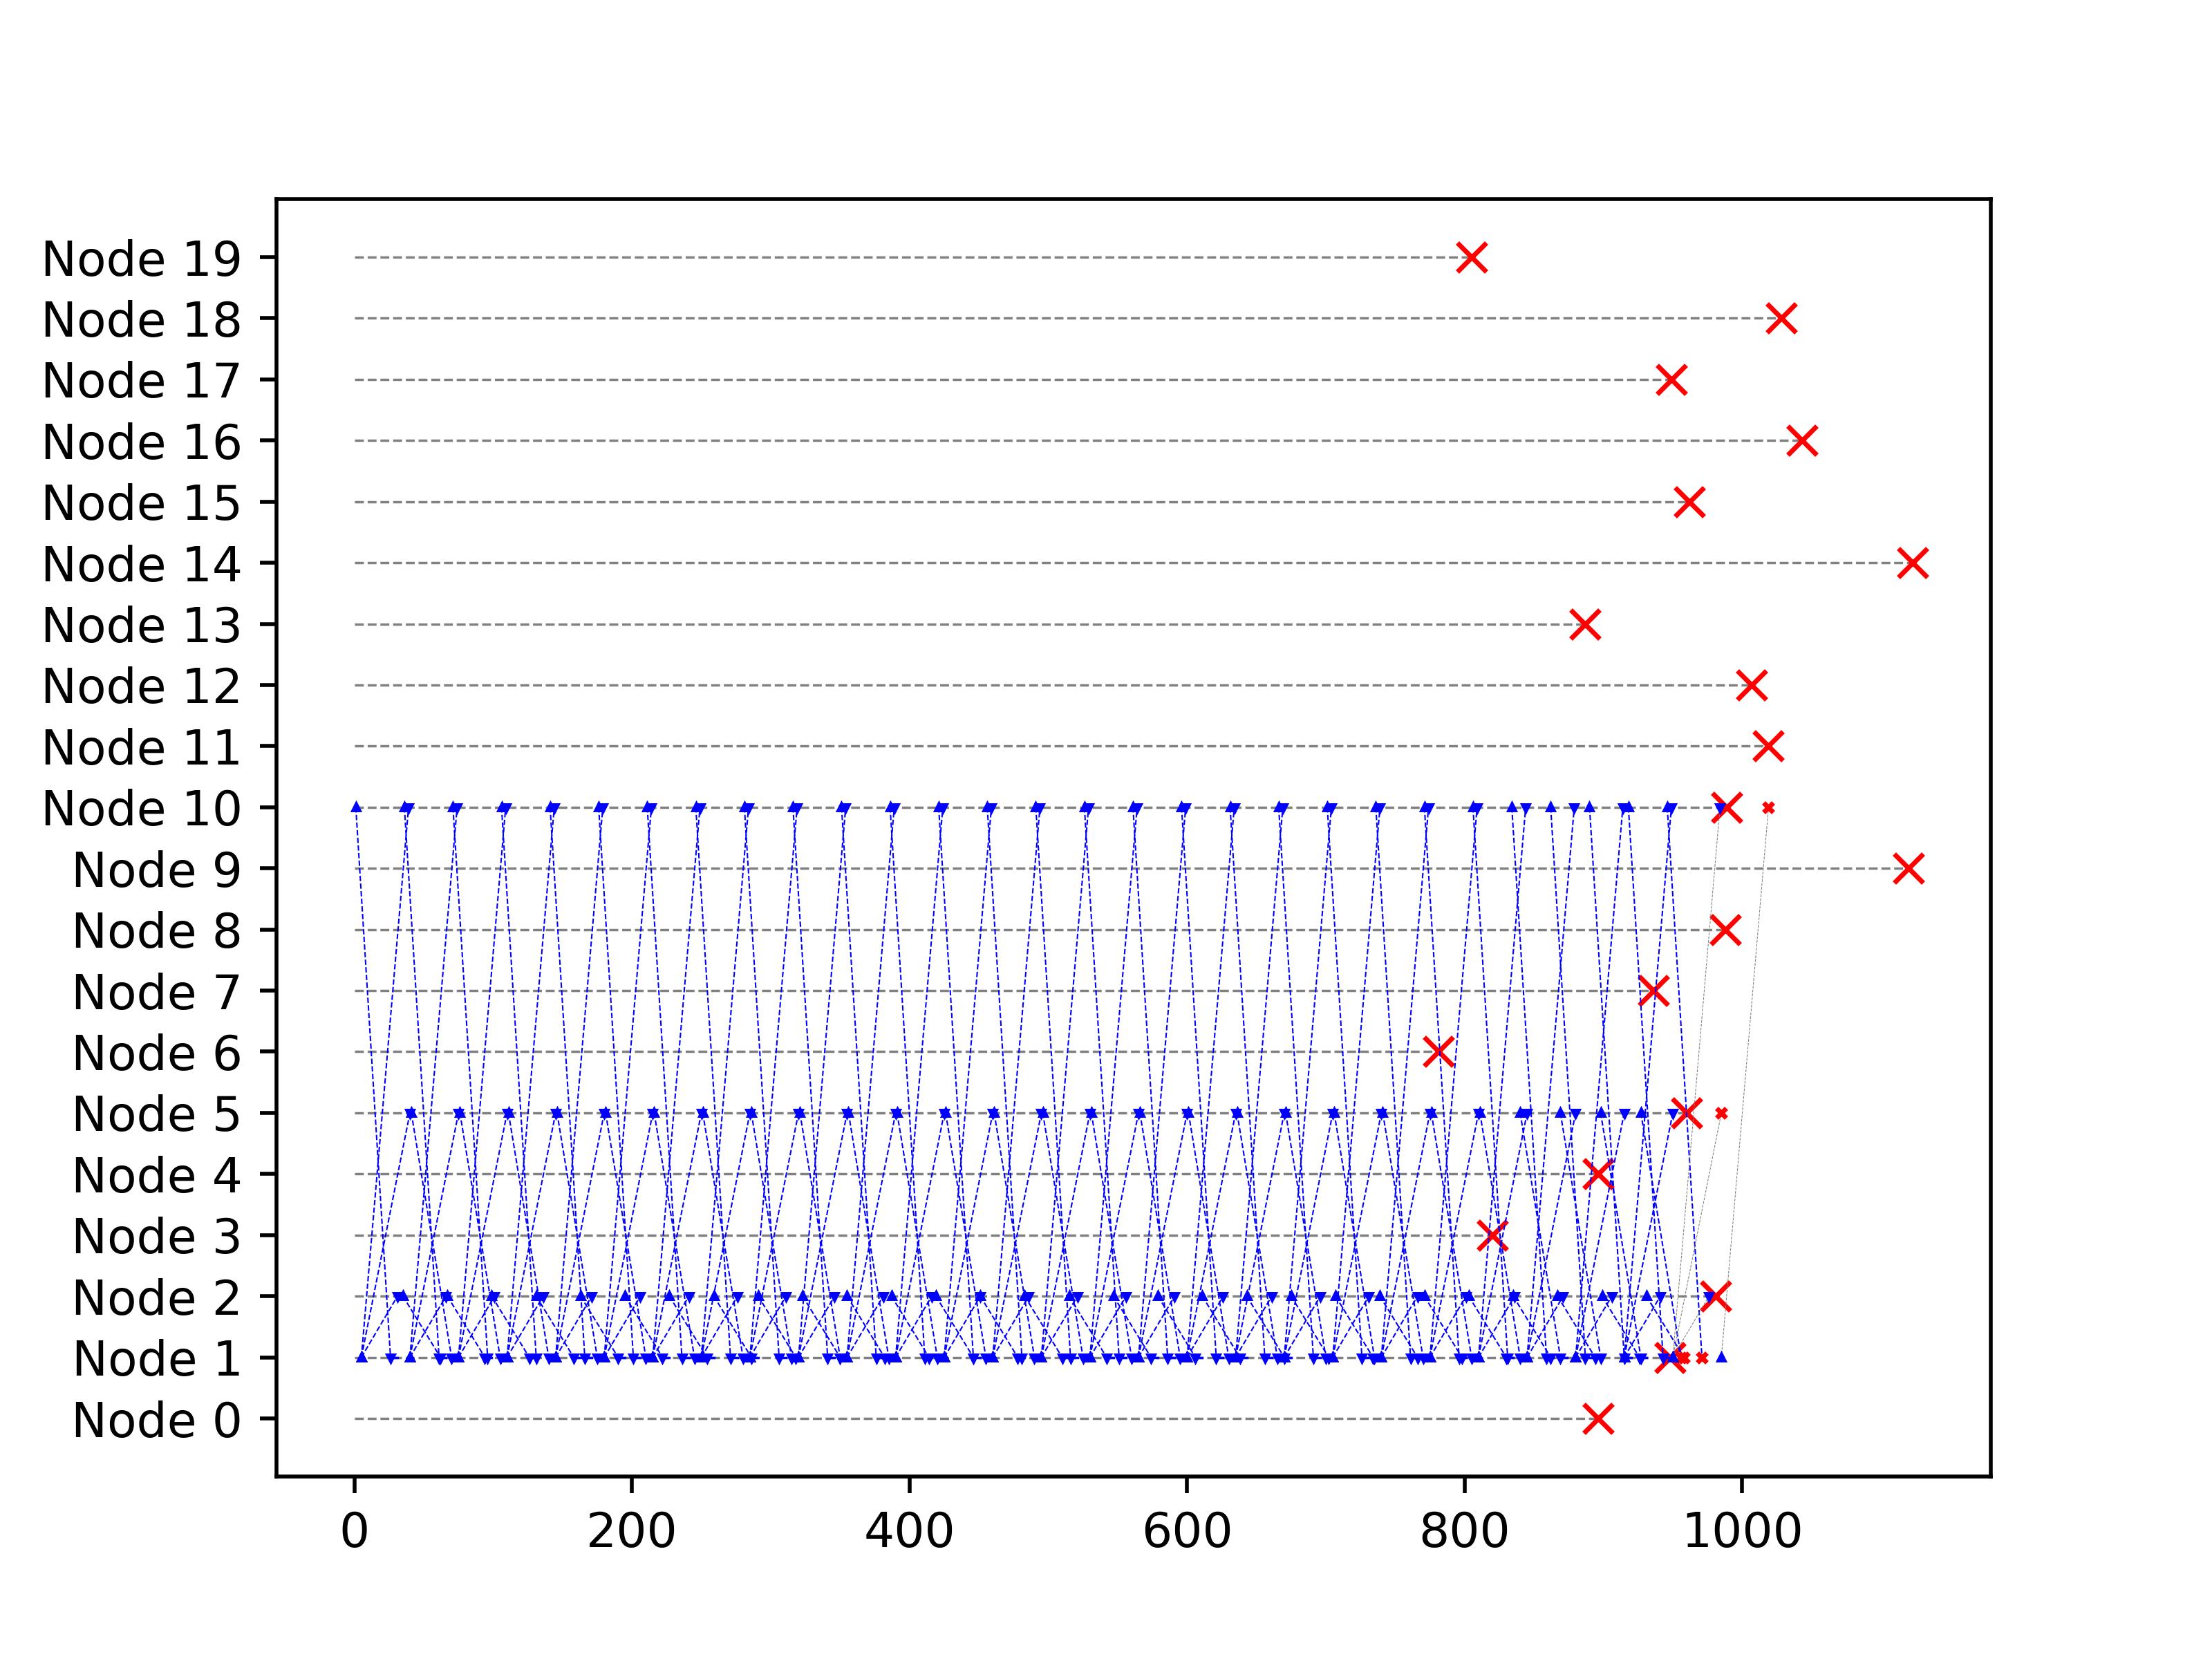 Node 19
Node 18
Node 17
Node 16
Node 15
Node 14
Node 13
Node 12
Node 11
Node 10
Node 9
Node 8
Node 7
Node 6
Node 5
Node 4
Node 3
Node 2
Node 1
Node 0
0 200 400 600 800 1000